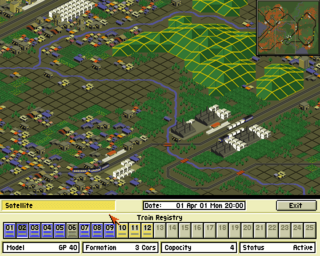 Satellite
Date: 01 Apr 01 Mon 20:00
Exit
Train Registry
01 02 03 04 05 06 07 08 09 10 11 12 13 14 15 16 17 18 19 20 21 22 23 24 25
Model GP 40
Formation 3 Cars
Capacity 4
Status Active